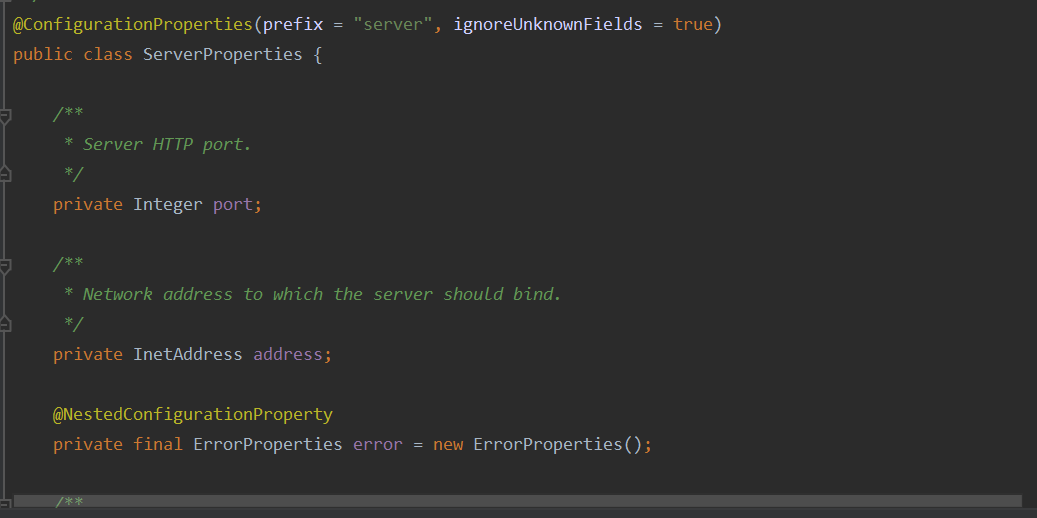 @ConfigurationProperties(prefix = "server", ignoreUnknownFields = true)
public class ServerProperties {
/**
* Server HTTP port.
*/
private Integer port;
/**
* Network address to which the server should bind.
*/
private InetAddress address;
@NestedConfigurationProperty
private final ErrorProperties error = new ErrorProperties();
/**